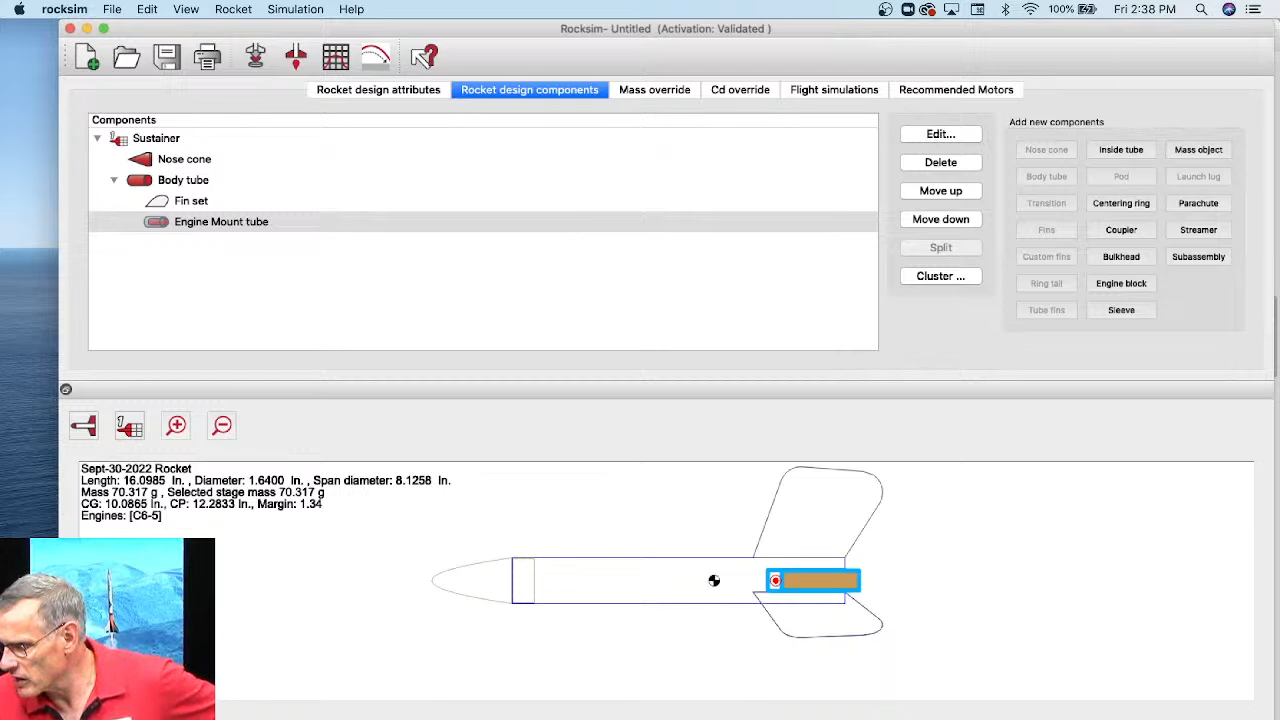 rocksim File Edit Rocket Simulation Help 100% Fri 2:38 PM
Rocksim- Untitled (Activation: Validated )
Rocket design attributes Rocket design components Mass override Cd override Flight simulations Recommended Motors
Components
Sustainer
Nose cone
Body tube
Fin set
Engine Mount tube
Edit...
Delete
Move up
Move down
Split
Cluster ...
Add new components
Nose cone Inside tube Mass object
Body tube Pod Launch lug
Transition Centering ring Parachute
Fins Coupler Streamer
Custom fins Bulkhead Subassembly
Ring tail Engine block
Tube fins Sleeve
Sept-30-2022 Rocket
Length: 16.0985 In. , Diameter: 1.6400 In. , Span diameter: 8.1258 In.
Mass 70.317 g , Selected stage mass 70.317 g
CG: 10.0865 In., CP: 12.2833 In., Margin: 1.34
Engines: [C6-5]